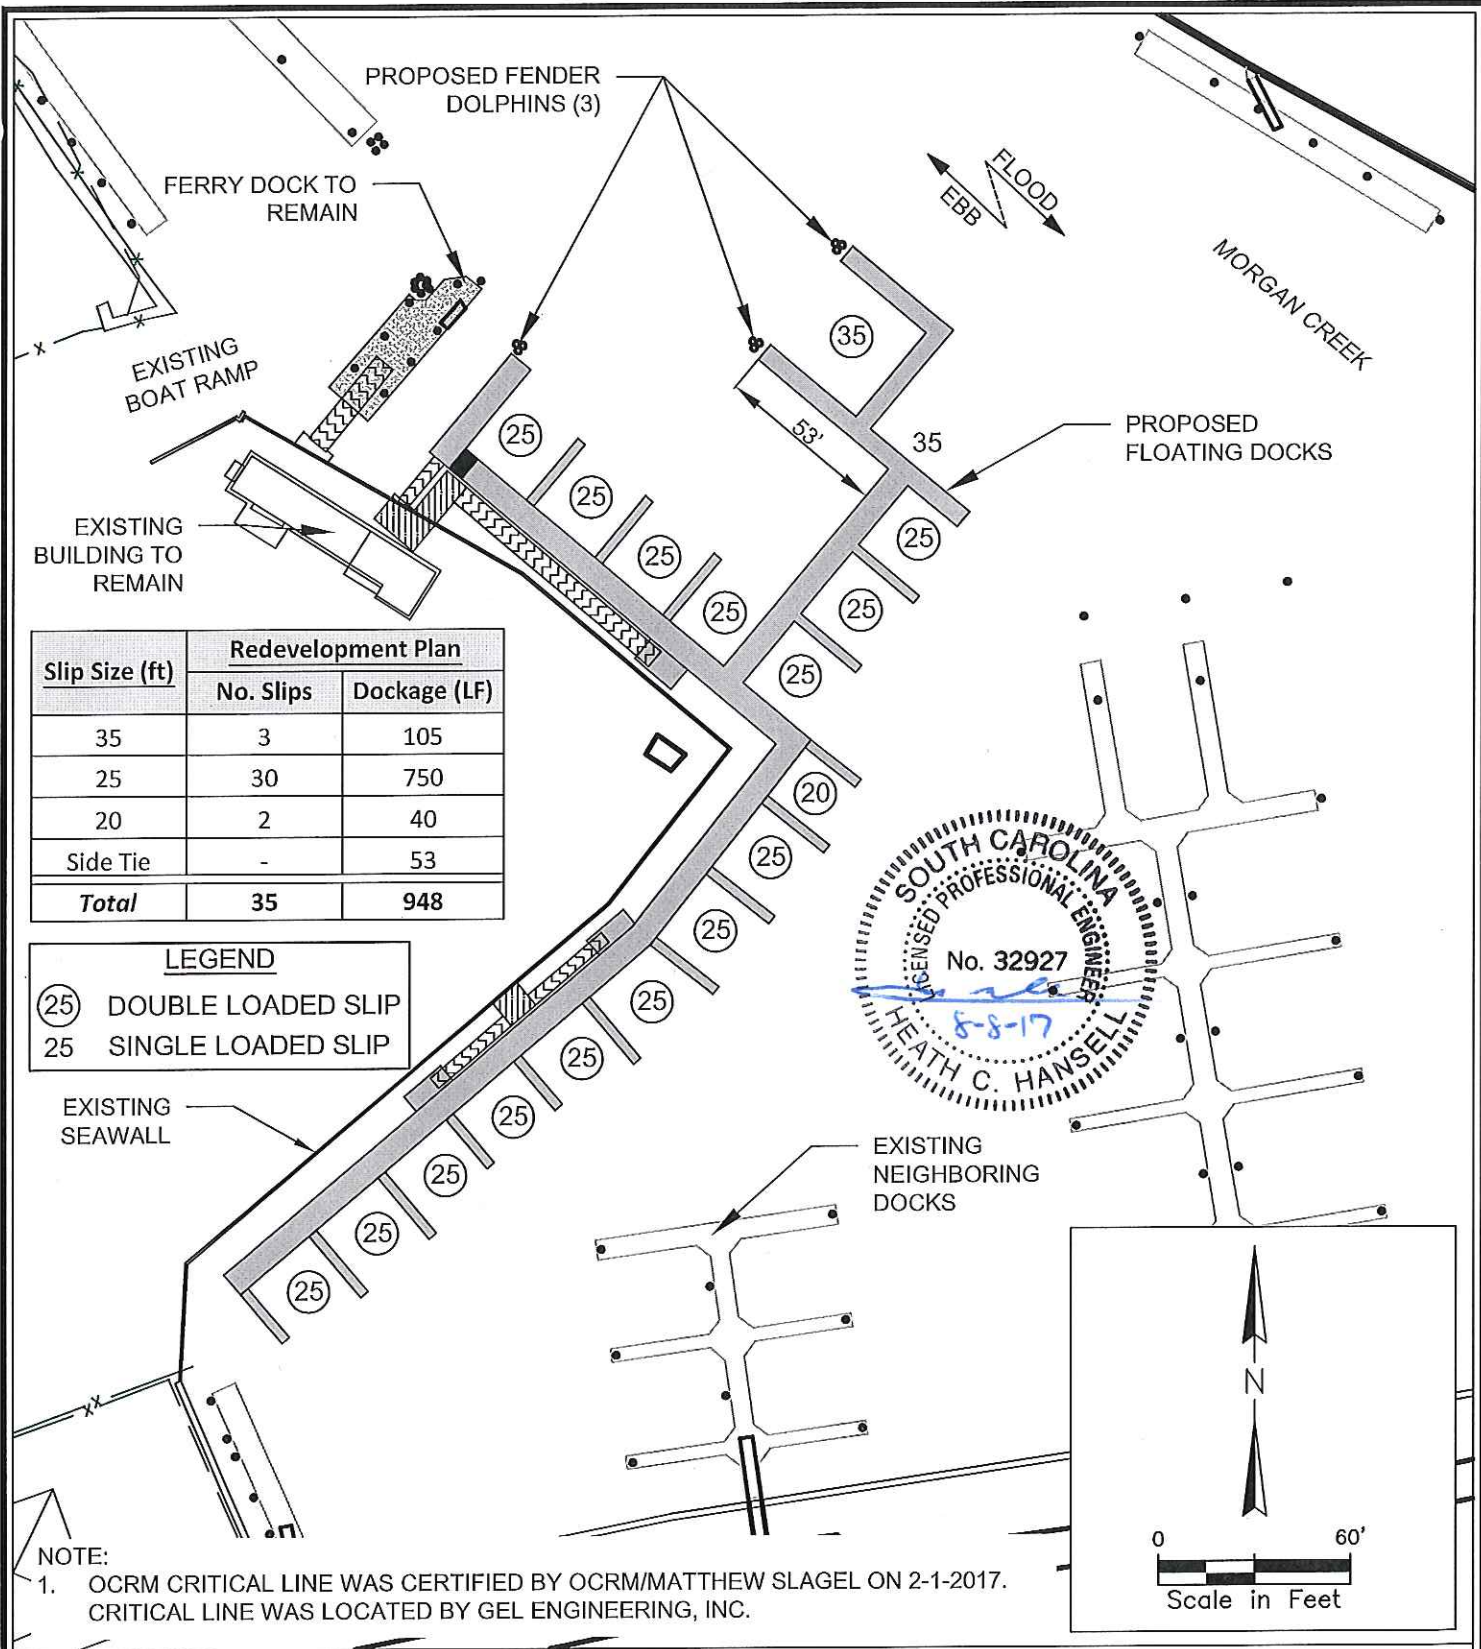 PROPOSED FENDER
DOLPHINS (3)
FERRY DOCK TO
REMAIN
EBB
FLOOD
MORGAN CREEK
EXISTING
BOAT RAMP
35
53'
35
PROPOSED
FLOATING DOCKS
25
25
25
25
25
25
25
EXISTING
BUILDING TO
REMAIN
Slip Size (ft) Redevelopment Plan
No. Slips Dockage (LF)
35 3 105
25 30 750
20 2 40
Side Tie - 53
Total 35 948
20
25
25
25
25
25
25
25
25
LEGEND
25 DOUBLE LOADED SLIP
25 SINGLE LOADED SLIP
SOUTH CAROLINA
LICENSED PROFESSIONAL ENGINEER
No. 32927
8-8-17
HEATH C. HANSELL
EXISTING
SEAWALL
EXISTING
NEIGHBORING
DOCKS
N
0 60'
Scale in Feet
NOTE:
1. OCRM CRITICAL LINE WAS CERTIFIED BY OCRM/MATTHEW SLAGEL ON 2-1-2017.
CRITICAL LINE WAS LOCATED BY GEL ENGINEERING, INC.